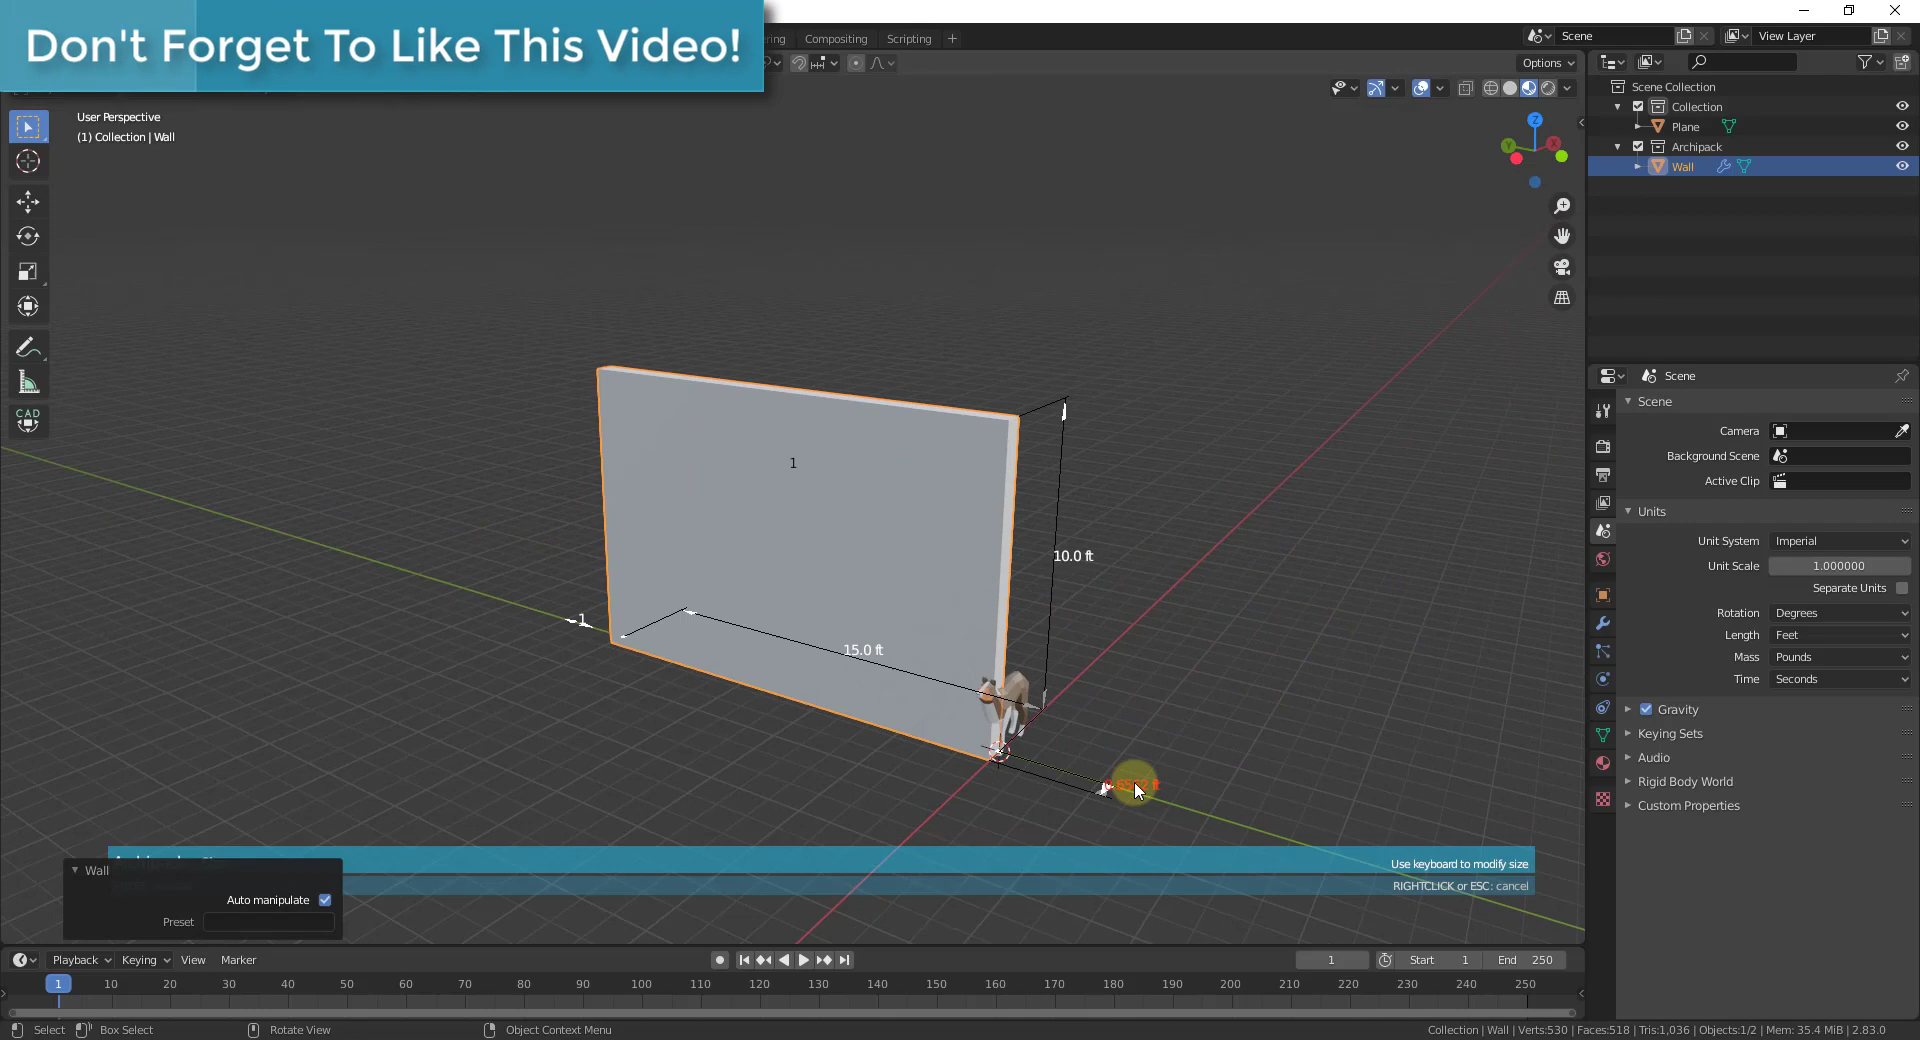 Don't Forget To Like This Video!
Compositing
Scripting
Scene
View Layer
Options
User Perspective
(1) Collection | Wall
Z
Y
X
Scene Collection
Collection
Plane
Archipack
Wall
CAD
1
10.0 ft
1
15.0 ft
Scene
Scene
Camera
Background Scene
Active Clip
Units
Unit System Imperial
Unit Scale 1.000000
Separate Units
Rotation Degrees
Length Feet
Mass Pounds
Time Seconds
Gravity
Keying Sets
Audio
Rigid Body World
Custom Properties
Use keyboard to modify size
RIGHTCLICK or ESC: cancel
Wall
Auto manipulate
Preset
Playback Keying View Marker
1 Start 1 End 250
1 10 20 30 40 50 60 70 80 90 100 110 120 130 140 150 160 170 180 190 200 210 220 230 240 250
Select Box Select Rotate View Object Context Menu
Collection | Wall | Verts:530 | Faces:518 | Tris:1,036 | Objects:1/2 | Mem: 35.4 MiB | 2.83.0